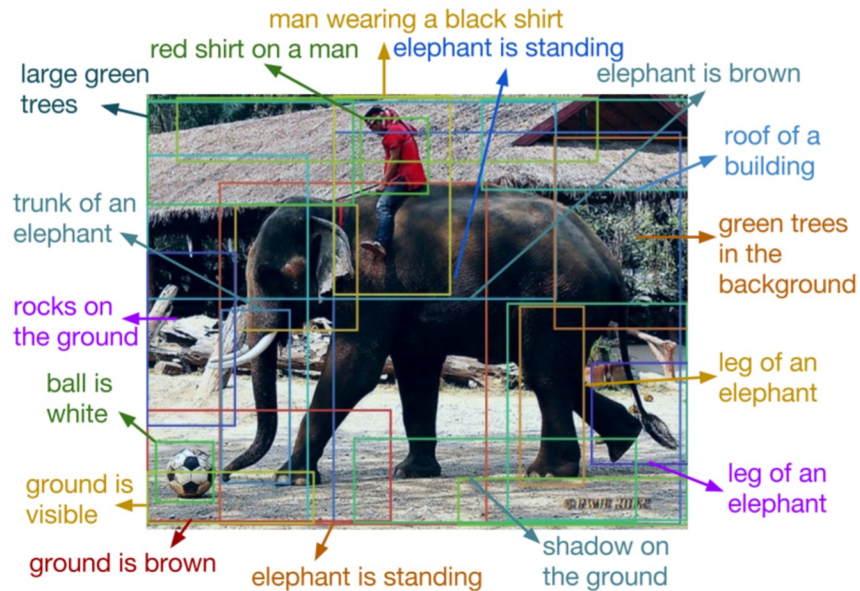 man wearing a black shirt
red shirt on a man
elephant is standing
elephant is brown
large green
trees
roof of a
building
trunk of an
elephant
green trees
in the
background
rocks on
the ground
leg of an
elephant
ball is
white
leg of an
elephant
ground is
visible
shadow on
the ground
ground is brown
elephant is standing